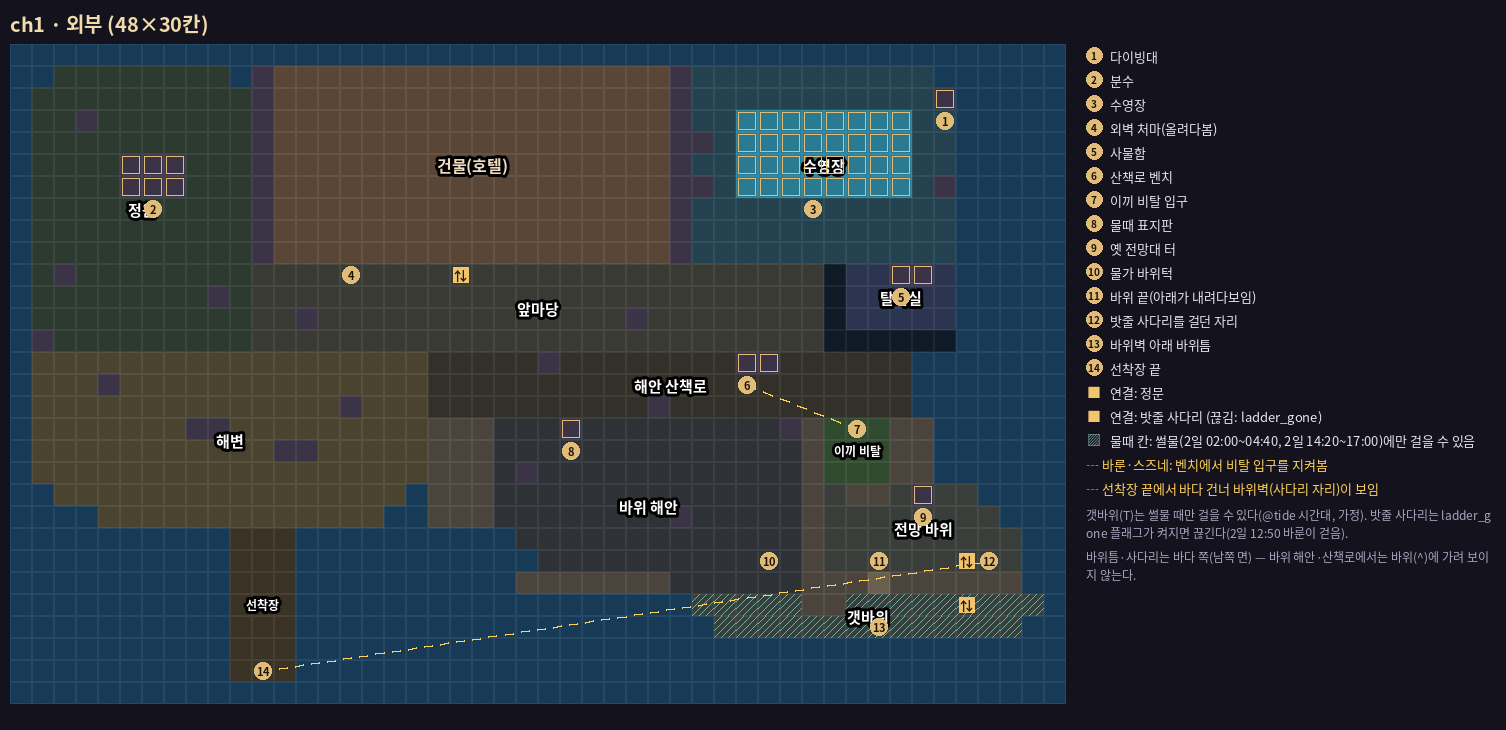 ch1 · 외부 (48×30칸)
1 다이빙대
2 분수
3 수영장
4 외벽 처마(올려다봄)
5 사물함
6 산책로 벤치
7 이끼 비탈 입구
8 물때 표지판
9 옛 전망대 터
10 물가 바위턱
11 바위 끝(아래가 내려다보임)
12 밧줄 사다리를 걸던 자리
13 바위벽 아래 바위틈
14 선착장 끝
연결: 정문
연결: 밧줄 사다리 (끊김: ladder_gone)
물때 칸: 썰물(2일 02:00~04:40, 2일 14:20~17:00)에만 걸을 수 있음
--- 바룬·스즈네: 벤치에서 비탈 입구를 지켜봄
--- 선착장 끝에서 바다 건너 바위벽(사다리 자리)이 보임
갯바위(T)는 썰물 때만 걸을 수 있다(@tide 시간대, 가정). 밧줄 사다리는 ladder_g
one 플래그가 켜지면 끊긴다(2일 12:50 바룬이 걷음).
바위틈·사다리는 바다 쪽(남쪽 면) — 바위 해안·산책로에서는 바위(^)에 가려 보이
지 않는다.
1
건물(호텔)
수영장
2
3
4
5
앞마당
6
해안 산책로
7
해변
이끼 비탈
8
바위 해안
9
전망 바위
10
11
12
선착장
갯바위
13
14